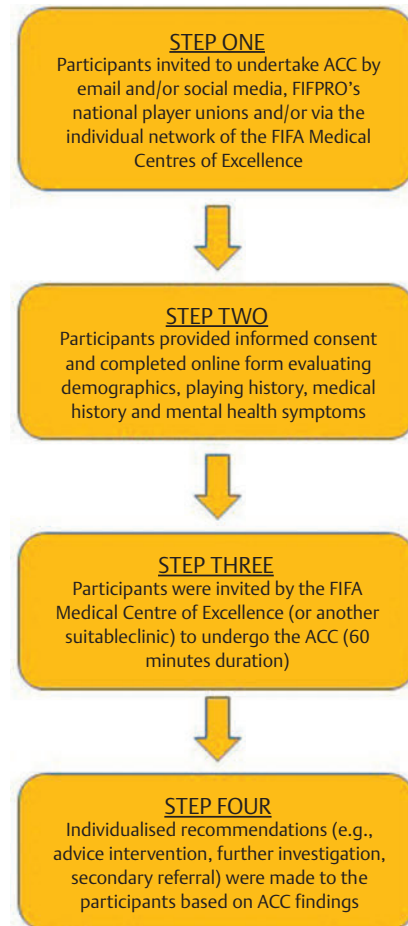 STEP ONE
Participants invited to undertake ACC by
email and/or social media, FIFPRO's
national player unions and/or via the
individual network of the FIFA Medical
Centres of Excellence
STEP TWO
Participants provided informed consent
and completed online form evaluating
demographics, playing history, medical
history and mental health symptoms
STEP THREE
Participants were invited by the FIFA
Medical Centre of Excellence (or another
suitableclinic) to undergo the ACC (60
minutes duration)
STEP FOUR
Individualised recommendations (e.g.,
advice intervention, further investigation,
secondary referral) were made to the
participants based on ACC findings